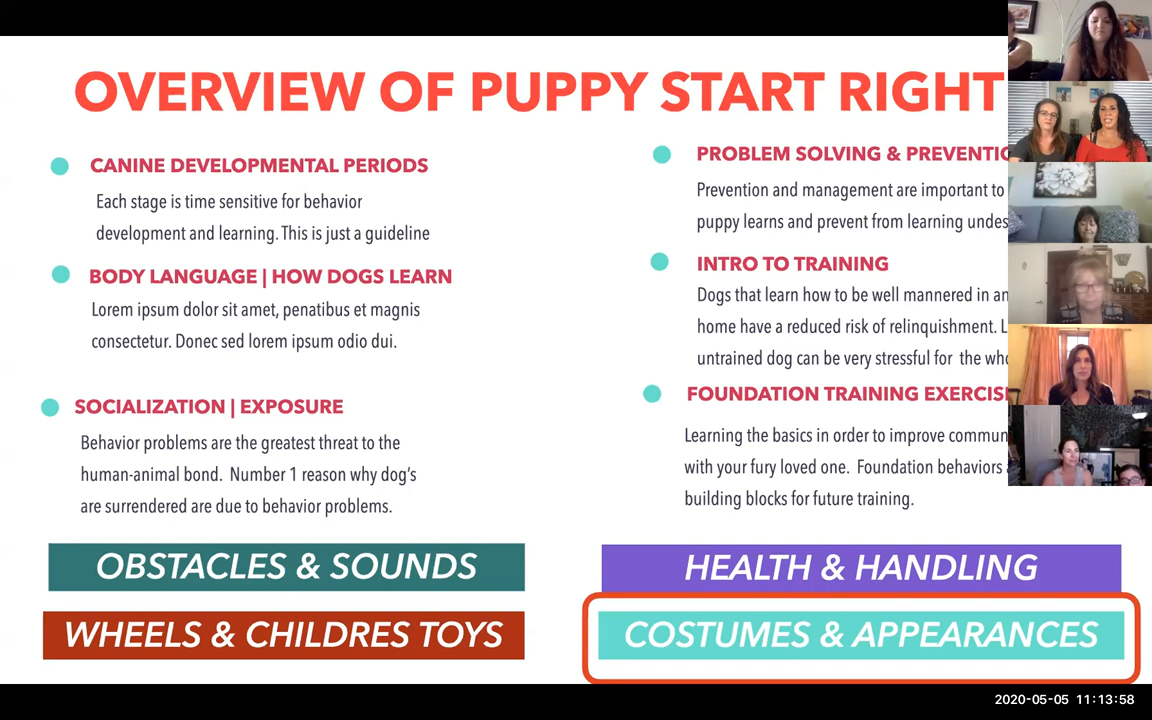 OVERVIEW OF PUPPY START RIGHT
CANINE DEVELOPMENTAL PERIODS
Each stage is time sensitive for behavior
development and learning. This is just a guideline
BODY LANGUAGE | HOW DOGS LEARN
Lorem ipsum dolor sit amet, penatibus et magnis
consectetur. Donec sed lorem ipsum odio dui.
SOCIALIZATION | EXPOSURE
Behavior problems are the greatest threat to the
human-animal bond. Number 1 reason why dog's
are surrendered are due to behavior problems.
PROBLEM SOLVING & PREVENTIO
Prevention and management are important to
puppy learns and prevent from learning undes
INTRO TO TRAINING
Dogs that learn how to be well mannered in an
home have a reduced risk of relinquishment. L
untrained dog can be very stressful for the who
FOUNDATION TRAINING EXERCISE
Learning the basics in order to improve commun
with your fury loved one. Foundation behaviors
building blocks for future training.
OBSTACLES & SOUNDS
HEALTH & HANDLING
WHEELS & CHILDRES TOYS
COSTUMES & APPEARANCES
2020-05-05 11:13:58